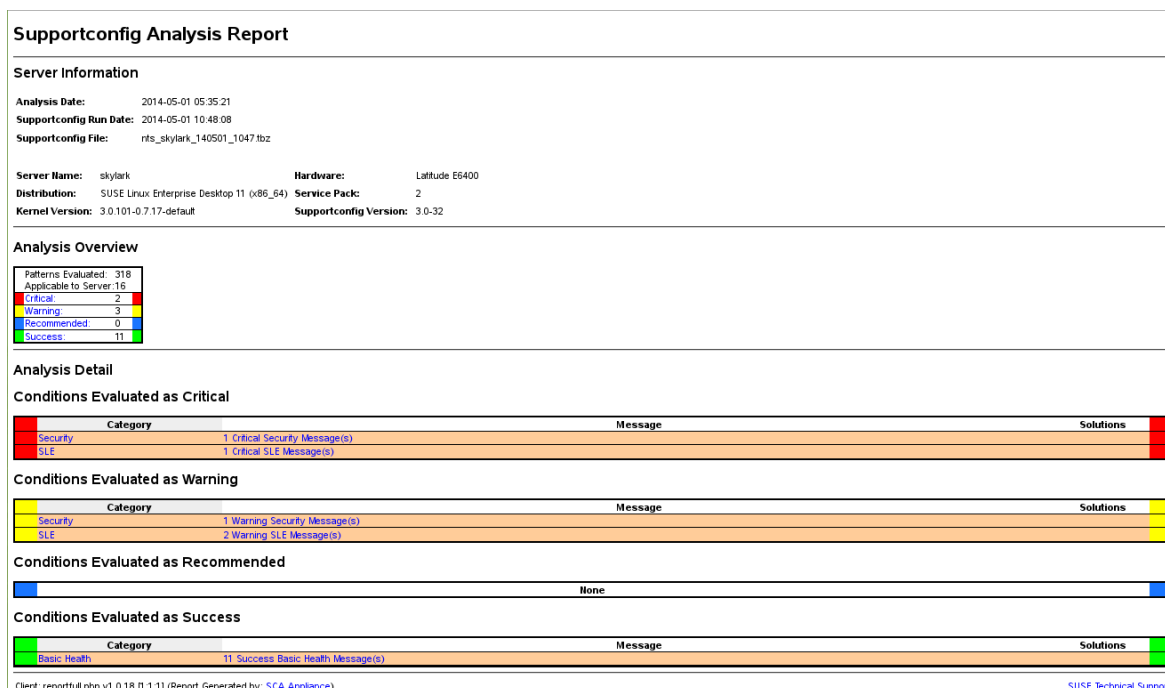 Supportconfig Analysis Report
Server Information
Analysis Date: 2014-05-01 05:35:21
Supportconfig Run Date: 2014-05-01 10:48:08
Supportconfig File: nts_skylark_140501_1047.tbz
Server Name: skylark Hardware: Latitude E6400
Distribution: SUSE Linux Enterprise Desktop 11 (x86_64) Service Pack: 2
Kernel Version: 3.0.101-0.7.17-default Supportconfig Version: 3.0-32
Analysis Overview
Patterns Evaluated: 318
Applicable to Server: 16
Critical: 2
Warning: 3
Recommended: 0
Success: 11
Analysis Detail
Conditions Evaluated as Critical
Category Message Solutions
Security 1 Critical Security Message(s)
SLE 1 Critical SLE Message(s)
Conditions Evaluated as Warning
Category Message Solutions
Security 1 Warning Security Message(s)
SLE 2 Warning SLE Message(s)
Conditions Evaluated as Recommended
None
Conditions Evaluated as Success
Category Message Solutions
Basic Health 11 Success Basic Health Message(s)
Client: reportfull.php v1.0.18 [1:1:1] (Report Generated by: SCA Appliance) SUSE Technical Suppo